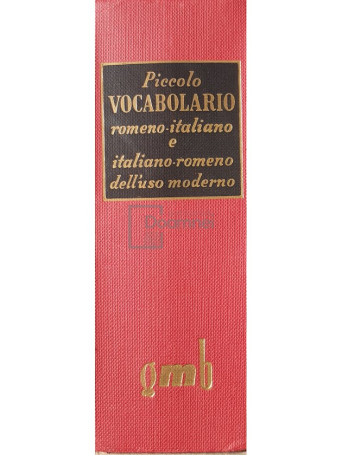 Piccolo
VOCABOLARIO
romeno-italiano
e
italiano-romeno
dell'uso moderno
gmb